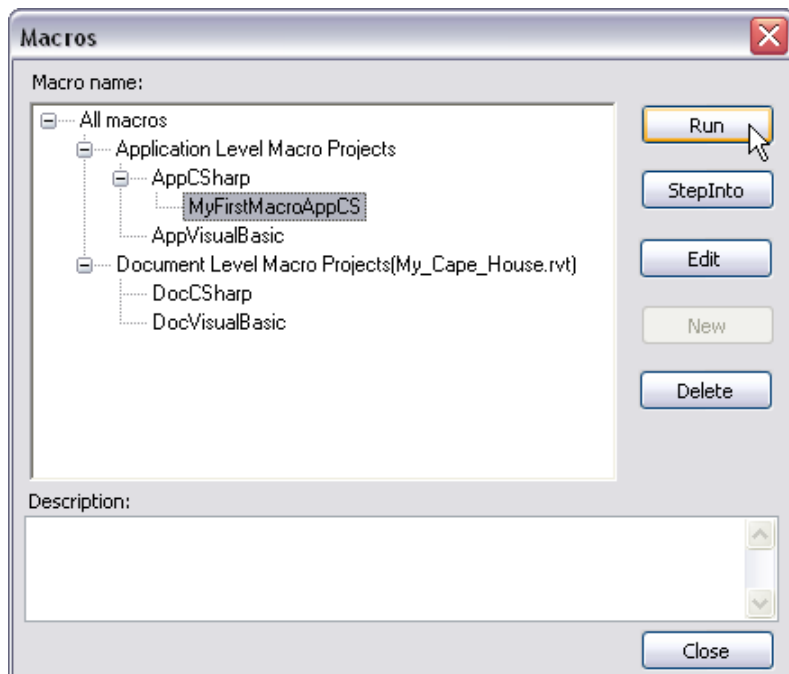 Macros
Macro name:
All macros
Application Level Macro Projects
AppCSharp
MyFirstMacroAppCS
AppVisualBasic
Document Level Macro Projects(My_Cape_House.rvt)
DocCSharp
DocVisualBasic
Run
StepInto
Edit
New
Delete
Description:
Close